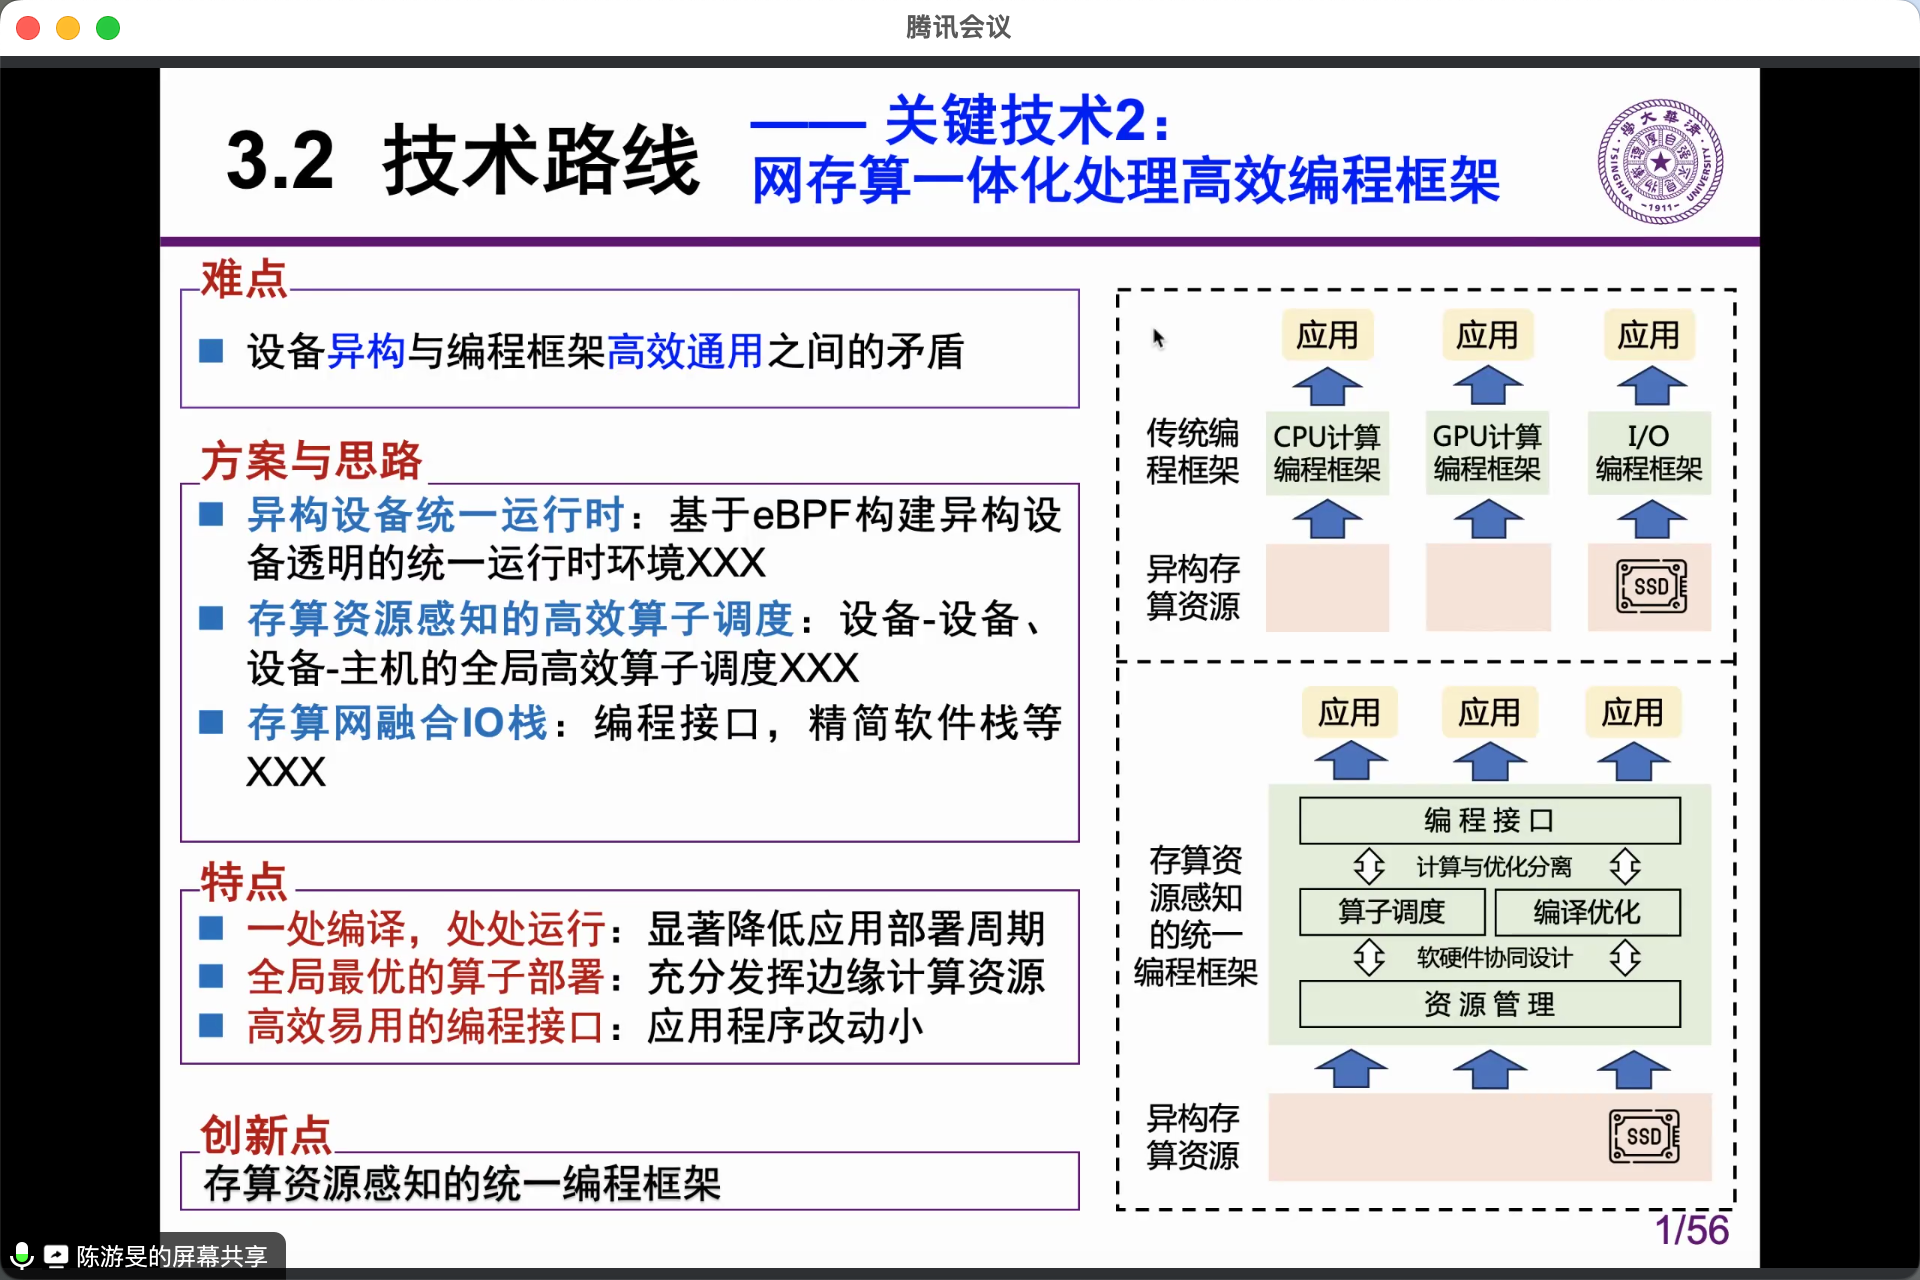 腾讯会议
3.2 技术路线
—— 关键技术2：
网存算一体化处理高效编程框架
TSINGHUA UNIVERSITY
-1911-
难点
设备异构与编程框架高效通用之间的矛盾
方案与思路
异构设备统一运行时：基于eBPF构建异构设
备透明的统一运行时环境XXX
存算资源感知的高效算子调度：设备-设备、
设备-主机的全局高效算子调度XXX
存算网融合IO栈：编程接口，精简软件栈等
XXX
特点
一处编译，处处运行：显著降低应用部署周期
全局最优的算子部署：充分发挥边缘计算资源
高效易用的编程接口：应用程序改动小
创新点
存算资源感知的统一编程框架
应用 应用 应用
传统编
程框架
CPU计算
编程框架
GPU计算
编程框架
I/O
编程框架
异构存
算资源
SSD
应用 应用 应用
存算资
源感知
的统一
编程框架
编程接口
计算与优化分离
算子调度 编译优化
软硬件协同设计
资源管理
异构存
算资源
SSD
1/56
陈游旻的屏幕共享